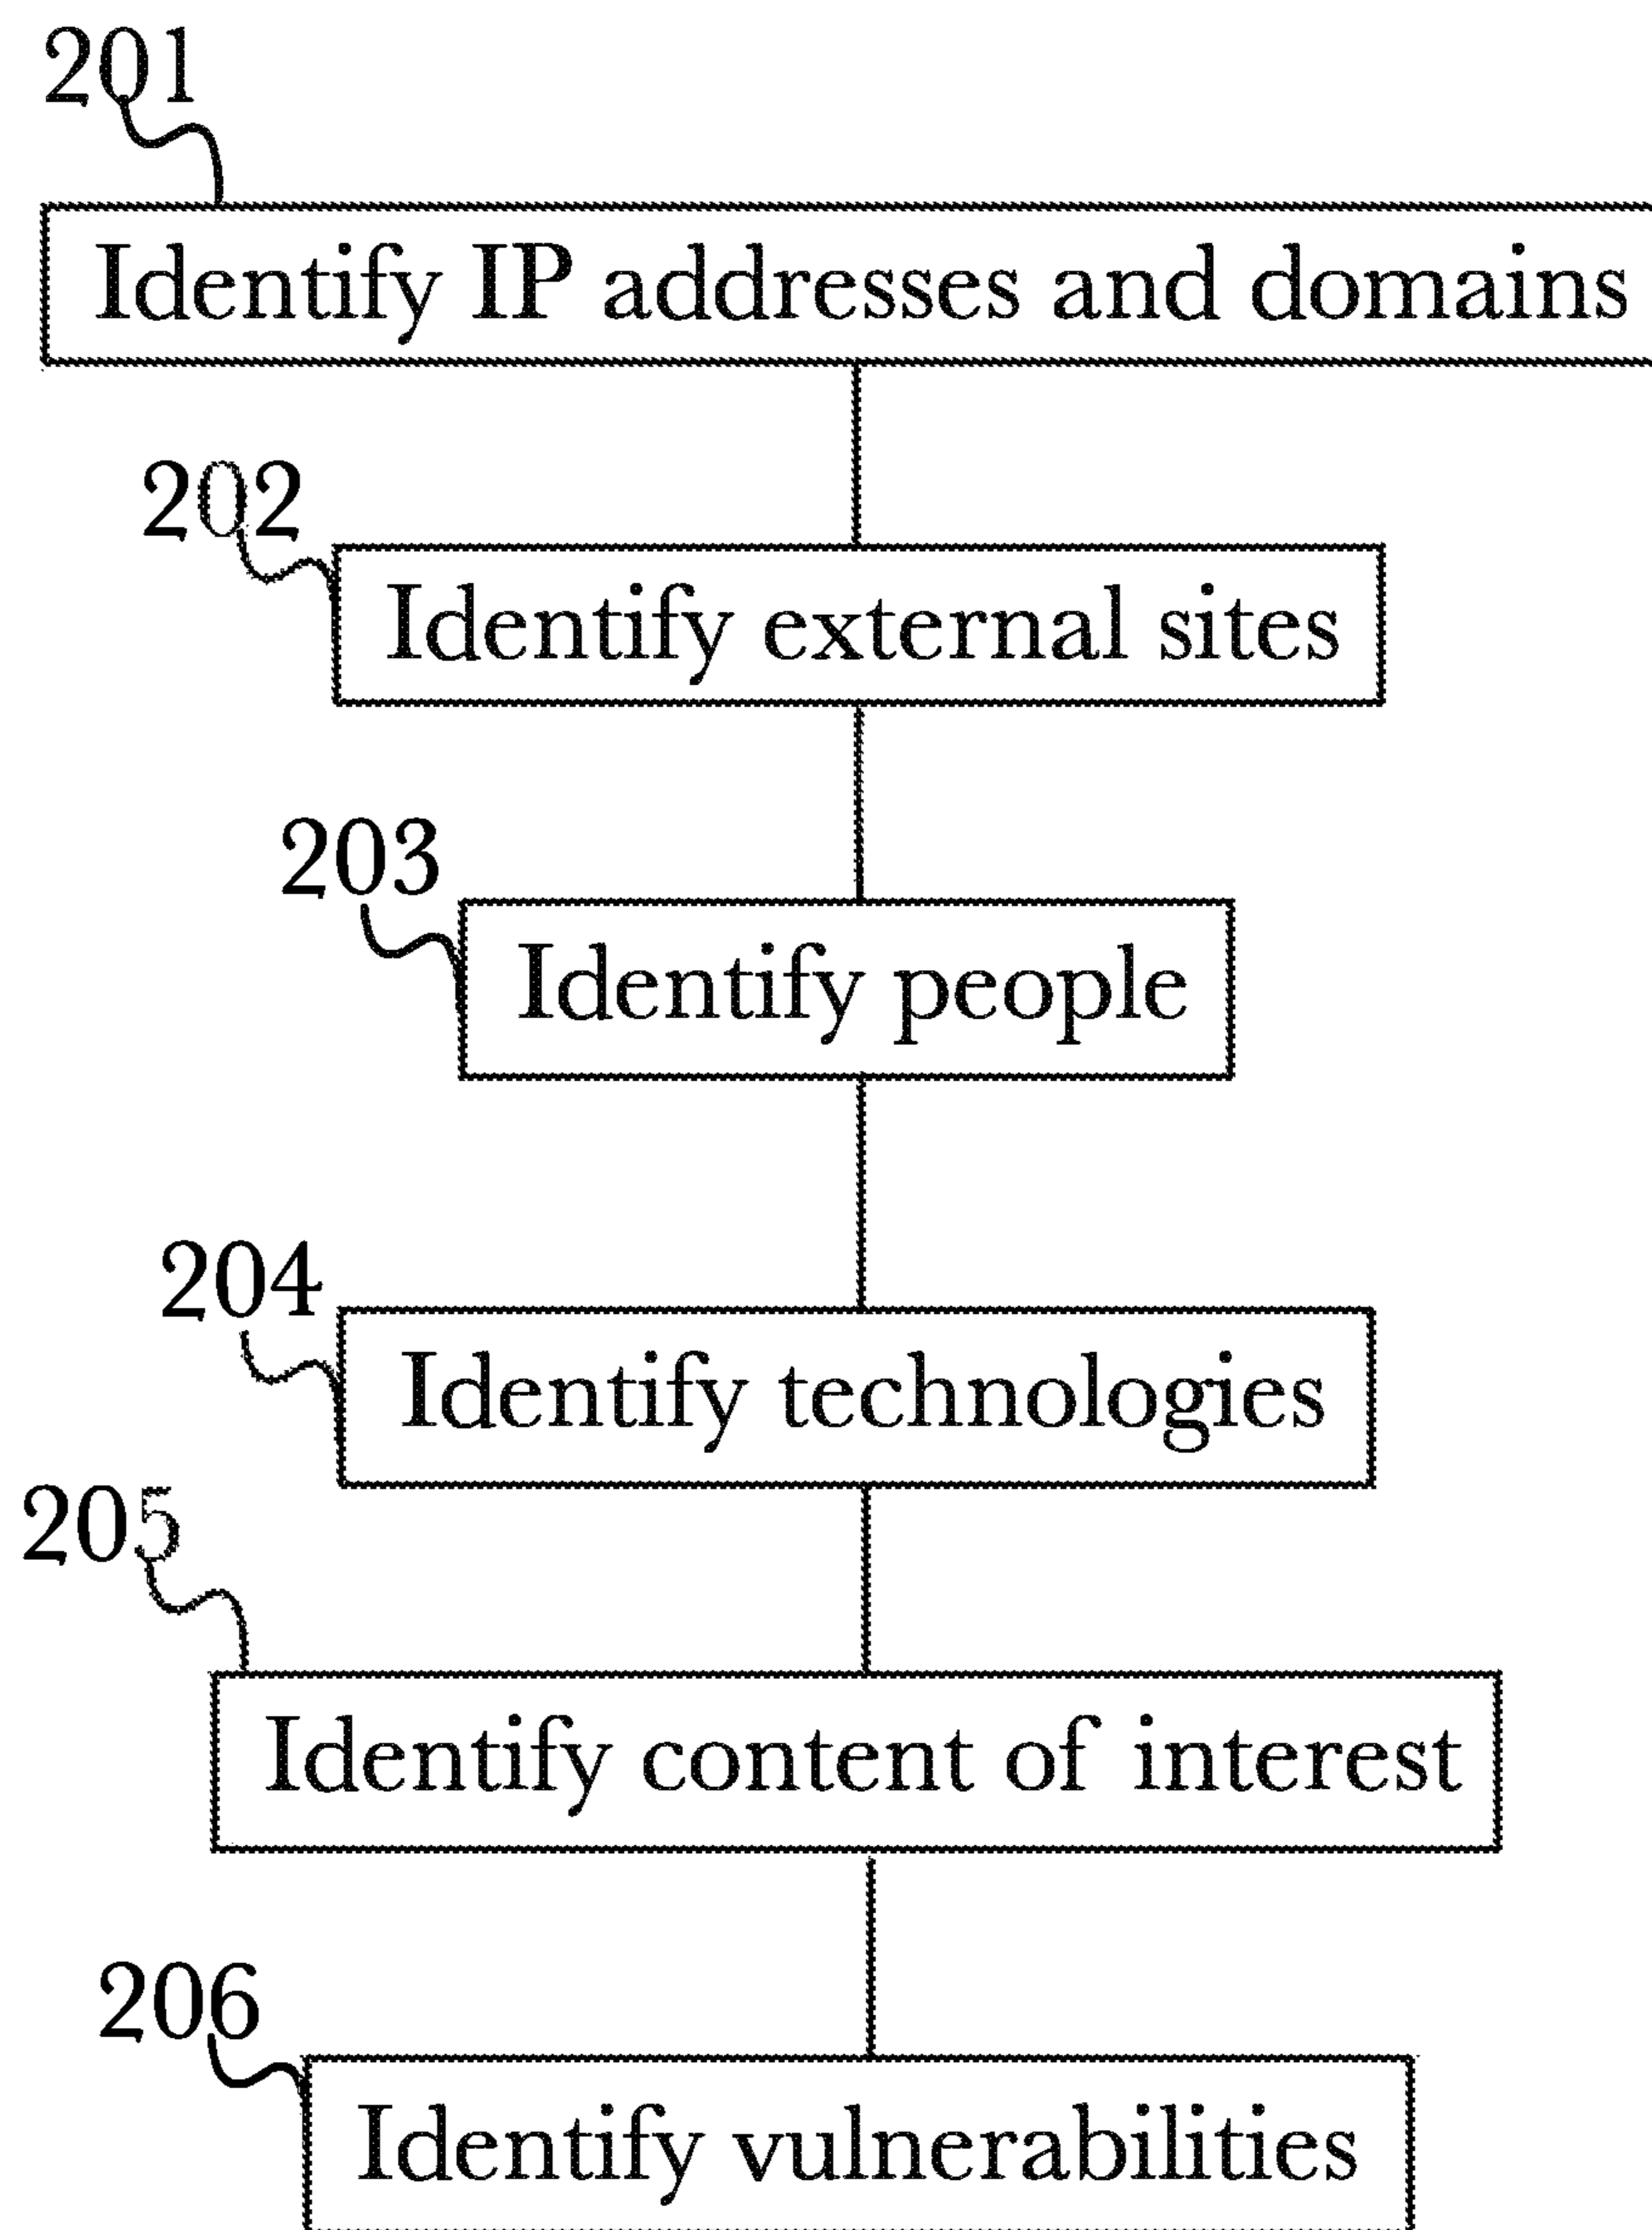 201
Identify IP addresses and domains
202
Identify external sites
203
Identify people
204
Identify technologies
205
Identify content of interest
206
Identify vulnerabilities